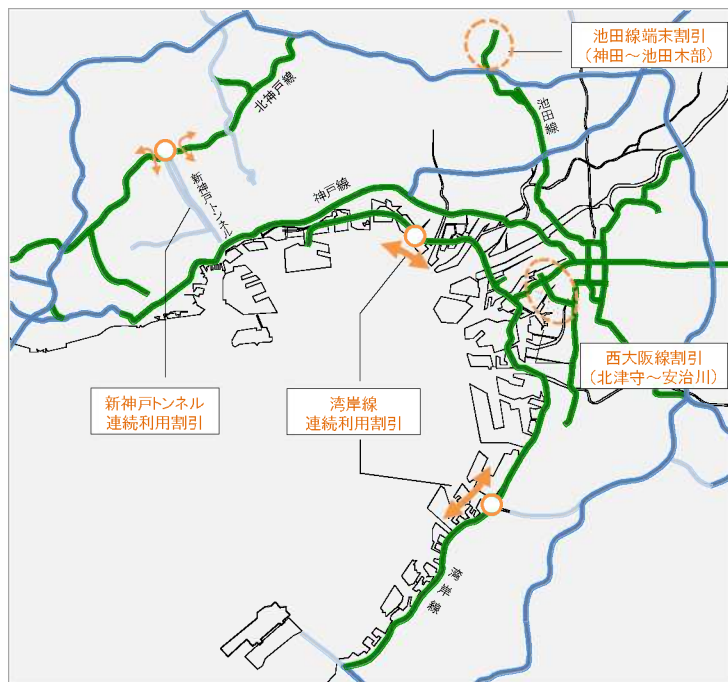 池田線端末割引
（神田～池田木部）
北神戸線
池田線
新神戸トンネル
神戸線
西大阪線割引
（北津守～安治川）
新神戸トンネル
連続利用割引
湾岸線
連続利用割引
湾岸線